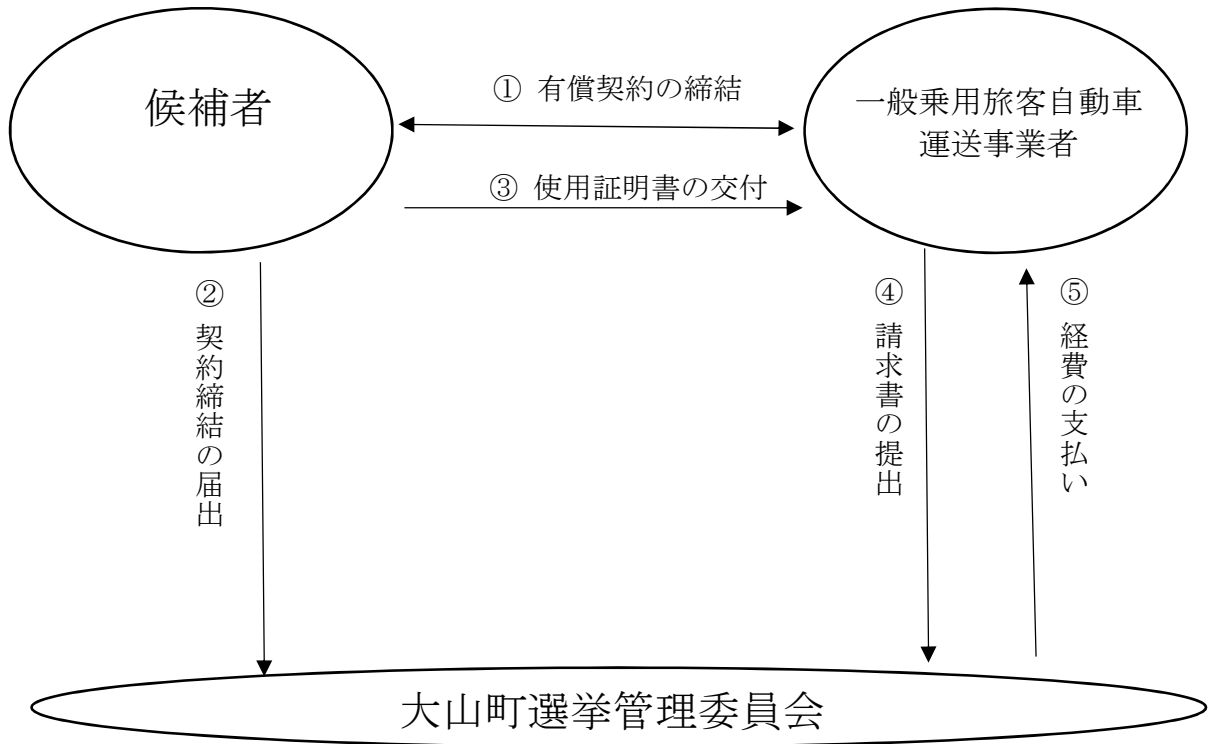 候補者
① 有償契約の締結
一般乗用旅客自動車
運送事業者
③ 使用証明書の交付
② 契約締結の届出
④ 請求書の提出
⑤ 経費の支払い
大山町選挙管理委員会